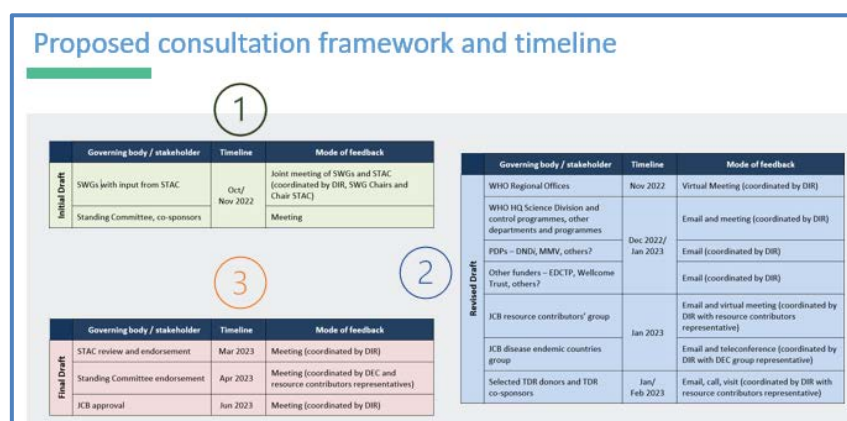 Proposed consultation framework and timeline
1
Governing body / stakeholder Timeline Mode of feedback
Initial Draft
SWGs with input from STAC
Oct/
Nov 2022
Joint meeting of SWGs and STAC
(coordinated by DIR, SWG Chairs and
Chair STAC)
Standing Committee, co-sponsors Meeting
2
Governing body / stakeholder Timeline Mode of feedback
Revised Draft
WHO Regional Offices Nov 2022 Virtual Meeting (coordinated by DIR)
WHO HQ Science Division and
control programmes, other
departments and programmes
Dec 2022/
Jan 2023
Email and meeting (coordinated by DIR)
PDPs – DNDi, MMV, others? Email (coordinated by DIR)
Other funders – EDCTP, Wellcome
Trust, others?
Email (coordinated by DIR)
JCB resource contributors' group
Jan 2023
Email and virtual meeting (coordinated by
DIR with resource contributors
representative)
JCB disease endemic countries
group
Email and teleconference (coordinated by
DIR with DEC group representative)
Selected TDR donors and TDR
co-sponsors
Jan/
Feb 2023
Email, call, visit (coordinated by DIR with
resource contributors representative)
3
Governing body / stakeholder Timeline Mode of feedback
Final Draft
STAC review and endorsement Mar 2023 Meeting (coordinated by DIR)
Standing Committee endorsement Apr 2023 Meeting (coordinated by DEC and
resource contributors representatives)
JCB approval Jun 2023 Meeting (coordinated by DIR)